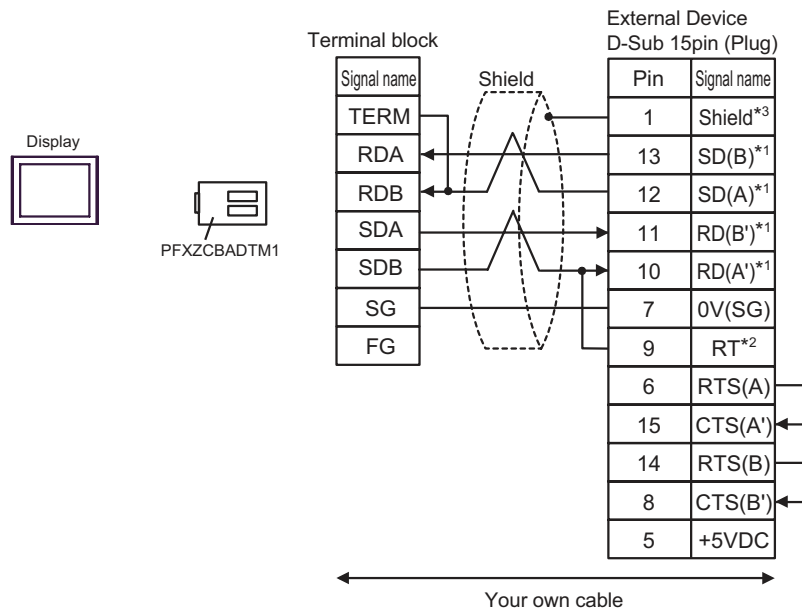 External Device
D-Sub 15pin (Plug)
Terminal block
Signal name
Shield
Pin Signal name
TERM 1 Shield*3
Display
RDA 13 SD(B)*1
RDB 12 SD(A)*1
SDA 11 RD(B')*1
PFXZCBADTM1
SDB 10 RD(A')*1
SG 7 0V(SG)
FG 9 RT*2
6 RTS(A)
15 CTS(A')
14 RTS(B)
8 CTS(B')
5 +5VDC
Your own cable